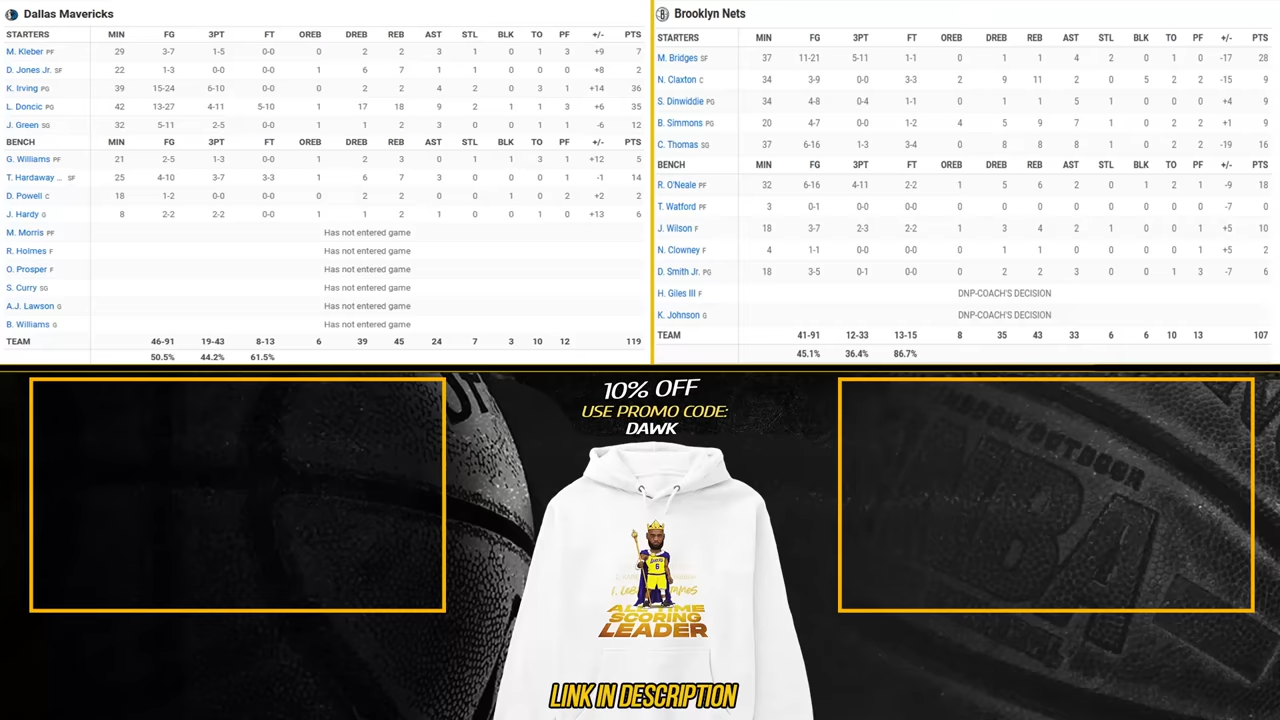 Dallas Mavericks
STARTERS MIN FG 3PT FT OREB DREB REB AST STL BLK TO PF +/- PTS
M. Kleber PF 29 3-7 1-5 0-0 0 2 2 3 1 0 1 3 +9 7
D. Jones Jr. SF 22 1-3 0-0 0-0 1 6 7 1 1 0 0 0 +8 2
K. Irving PG 39 15-24 6-10 0-0 0 2 2 4 2 0 3 1 +14 36
L. Doncic PG 42 13-27 4-11 5-10 1 17 18 9 2 1 1 3 +6 35
J. Green SG 32 5-11 2-5 0-0 1 1 2 3 0 0 1 1 -6 12
BENCH MIN FG 3PT FT OREB DREB REB AST STL BLK TO PF +/- PTS
G. Williams PF 21 2-5 1-3 0-0 1 2 3 0 1 1 3 1 +12 5
T. Hardaway ... SF 25 4-10 3-7 3-3 1 6 7 3 0 0 0 1 -1 14
D. Powell C 18 1-2 0-0 0-0 0 2 2 0 0 1 0 2 +2 2
J. Hardy G 8 2-2 2-2 0-0 1 1 2 1 0 0 1 0 +13 6
M. Morris PF Has not entered game
R. Holmes F Has not entered game
O. Prosper F Has not entered game
S. Curry SG Has not entered game
A.J. Lawson G Has not entered game
B. Williams G Has not entered game
TEAM 46-91 19-43 8-13 6 39 45 24 7 3 10 12 119
50.5% 44.2% 61.5%
Brooklyn Nets
STARTERS MIN FG 3PT FT OREB DREB REB AST STL BLK TO PF +/- PTS
M. Bridges SF 37 11-21 5-11 1-1 0 1 1 4 2 0 1 0 -17 28
N. Claxton C 34 3-9 0-0 3-3 2 9 11 2 0 5 2 2 -15 9
S. Dinwiddie PG 34 4-8 0-4 1-1 0 1 1 5 1 0 0 0 +4 9
B. Simmons PG 20 4-7 0-0 1-2 4 5 9 7 1 0 2 2 +1 9
C. Thomas SG 37 6-16 1-3 3-4 0 8 8 8 1 0 2 2 -19 16
BENCH MIN FG 3PT FT OREB DREB REB AST STL BLK TO PF +/- PTS
R. O'Neale PF 32 6-16 4-11 2-2 1 5 6 2 0 1 2 1 -9 18
T. Watford PF 3 0-1 0-0 0-0 0 0 0 0 0 0 0 0 -7 0
J. Wilson F 18 3-7 2-3 2-2 1 3 4 2 1 0 0 1 +5 10
N. Clowney F 4 1-1 0-0 0-0 0 1 1 0 0 0 0 1 +5 2
D. Smith Jr. PG 18 3-5 0-1 0-0 0 2 2 3 0 0 1 3 -7 6
H. Giles III F DNP-COACH'S DECISION
K. Johnson G DNP-COACH'S DECISION
TEAM 41-91 12-33 13-15 8 35 43 33 6 6 10 13 107
45.1% 36.4% 86.7%
10% OFF
USE PROMO CODE:
DAWK
ALL TIME
SCORING
LEADER
LINK IN DESCRIPTION